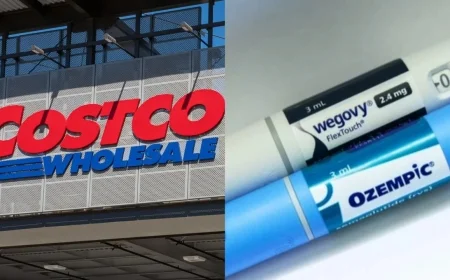 COSTCO
WHOLESALE
3 mL
wegovy®
2.4 mg
FlexTouch®
3 ml
OZEMPIC®